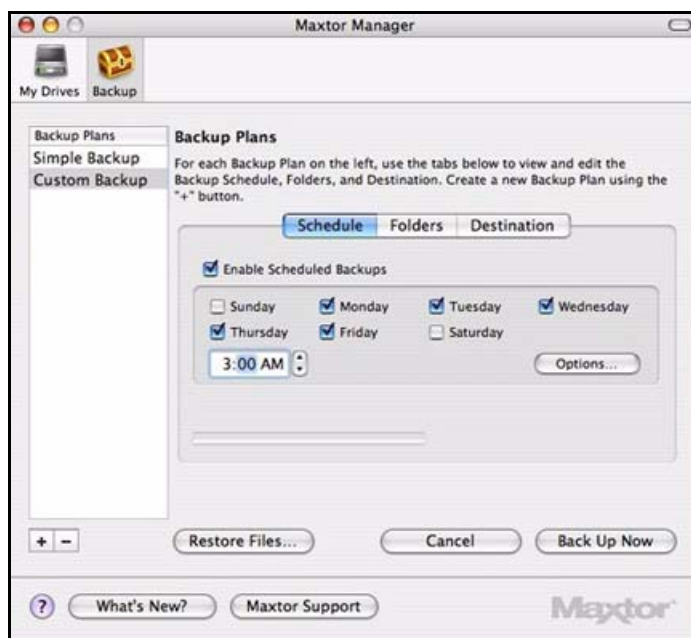 Maxtor Manager
My Drives
Backup
Backup Plans
Simple Backup
Custom Backup
Backup Plans
For each Backup Plan on the left, use the tabs below to view and edit the
Backup Schedule, Folders, and Destination. Create a new Backup Plan using the
"+" button.
Schedule Folders Destination
Enable Scheduled Backups
Sunday Monday Tuesday Wednesday
Thursday Friday Saturday
3:00 AM
Options...
+ −
Restore Files... Cancel Back Up Now
? What's New? Maxtor Support
Maxtor